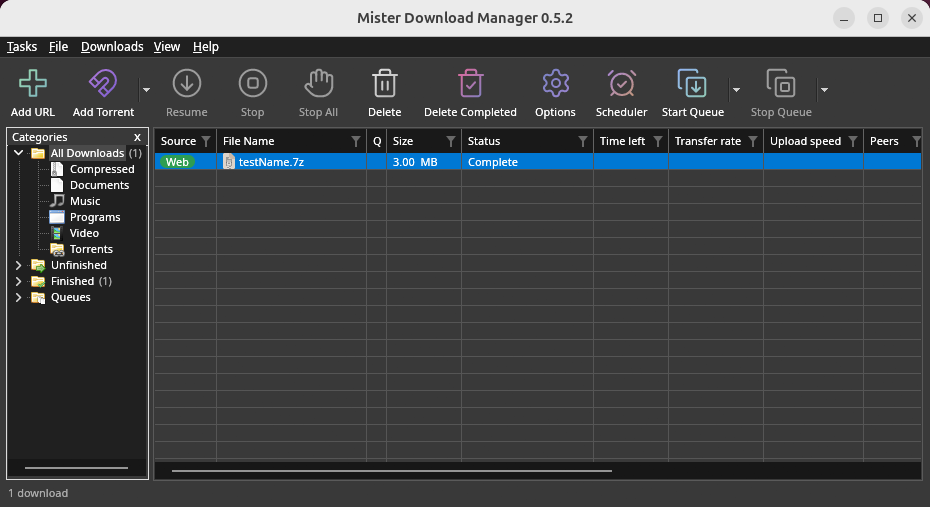 Mister Download Manager 0.5.2
Tasks File Downloads View Help
Add URL Add Torrent Resume Stop Stop All Delete Delete Completed Options Scheduler Start Queue Stop Queue
Categories x
Source File Name Q Size Status Time left Transfer rate Upload speed Peers
All Downloads (1)
Web testName.7z 3.00 MB Complete
Compressed
Documents
Music
Programs
Video
Torrents
Unfinished
Finished (1)
Queues
1 download